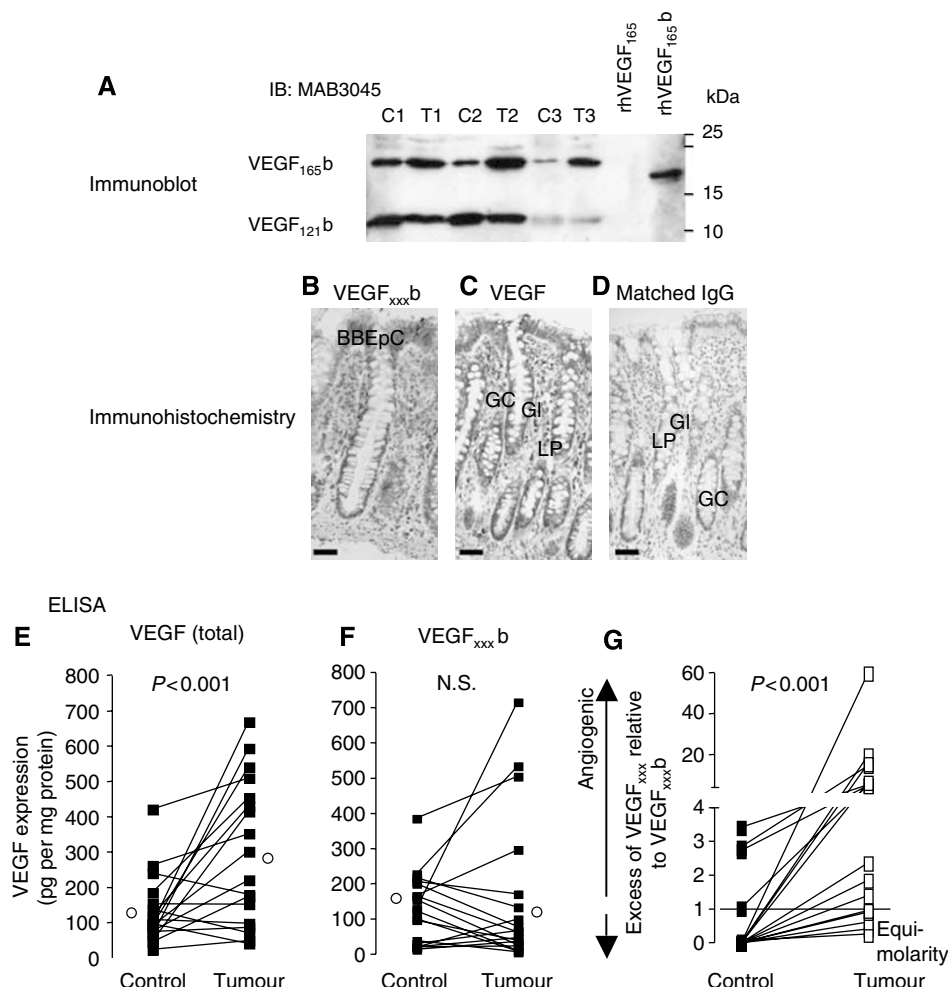 A
IB: MAB3045
C1 T1 C2 T2 C3 T3
rhVEGF165
rhVEGF165b
kDa
25
15
10
Immunoblot
VEGF165b
VEGF121b
B VEGFxxxb
C VEGF
D Matched IgG
Immunohistochemistry
BBEpC
GC
GI
LP
GI
LP
GC
ELISA
E
VEGF (total)
P<0.001
VEGF expression
(pg per mg protein)
800
700
600
500
400
300
200
100
0
Control Tumour
F
VEGFxxxb
N.S.
800
700
600
500
400
300
200
100
0
Control Tumour
G
Angiogenic
Excess of VEGFxxx relative
to VEGFxxxb
P<0.001
60
40
20
4
3
2
1
0
Equi-
molarity
Control Tumour